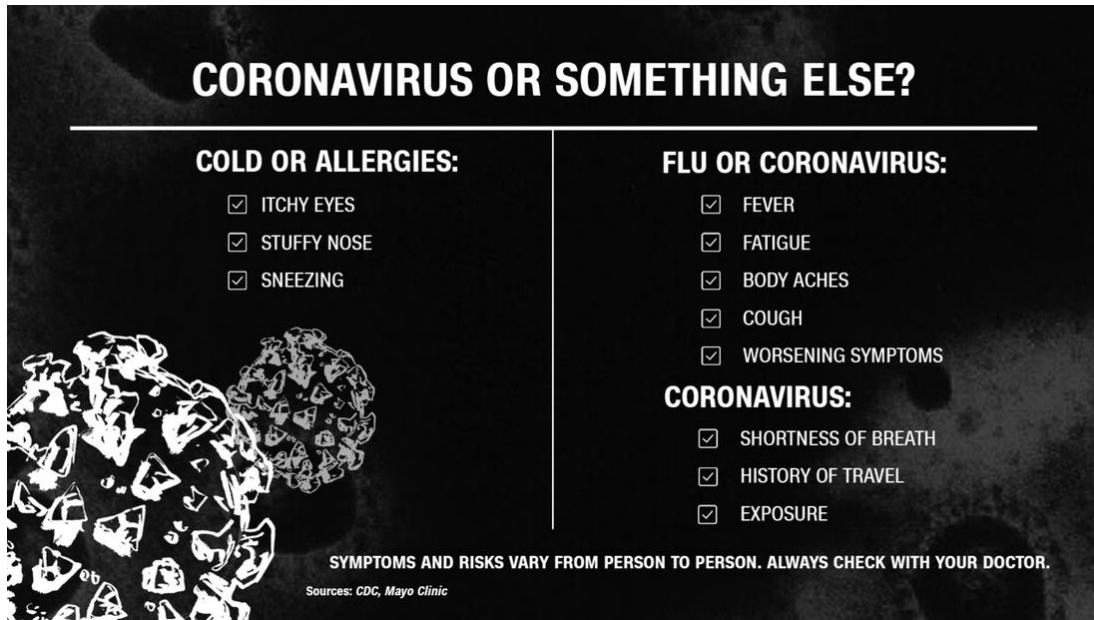 CORONAVIRUS OR SOMETHING ELSE?
COLD OR ALLERGIES:
ITCHY EYES
STUFFY NOSE
SNEEZING
FLU OR CORONAVIRUS:
FEVER
FATIGUE
BODY ACHES
COUGH
WORSENING SYMPTOMS
CORONAVIRUS:
SHORTNESS OF BREATH
HISTORY OF TRAVEL
EXPOSURE
SYMPTOMS AND RISKS VARY FROM PERSON TO PERSON. ALWAYS CHECK WITH YOUR DOCTOR.
Sources: CDC, Mayo Clinic